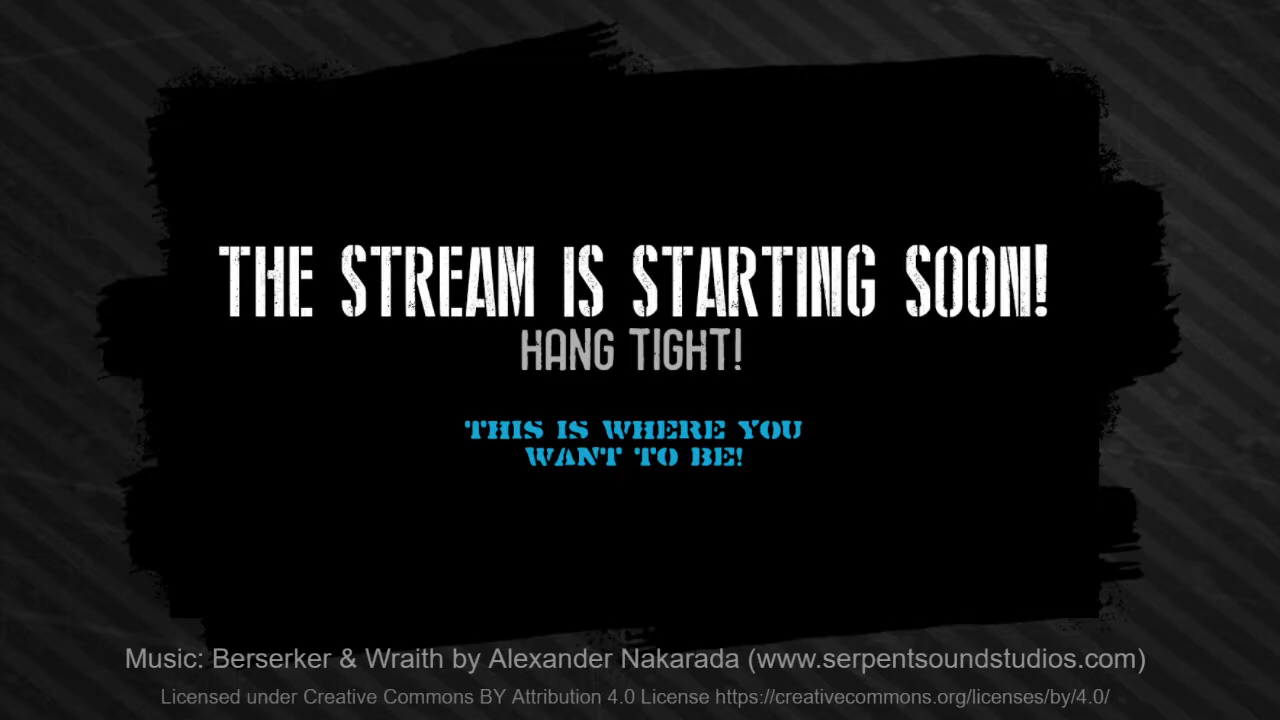 THE STREAM IS STARTING SOON!
HANG TIGHT!
THIS IS WHERE YOU
WANT TO BE!
Music: Berserker & Wraith by Alexander Nakarada (www.serpentsoundstudios.com)
Licensed under Creative Commons BY Attribution 4.0 License https://creativecommons.org/licenses/by/4.0/